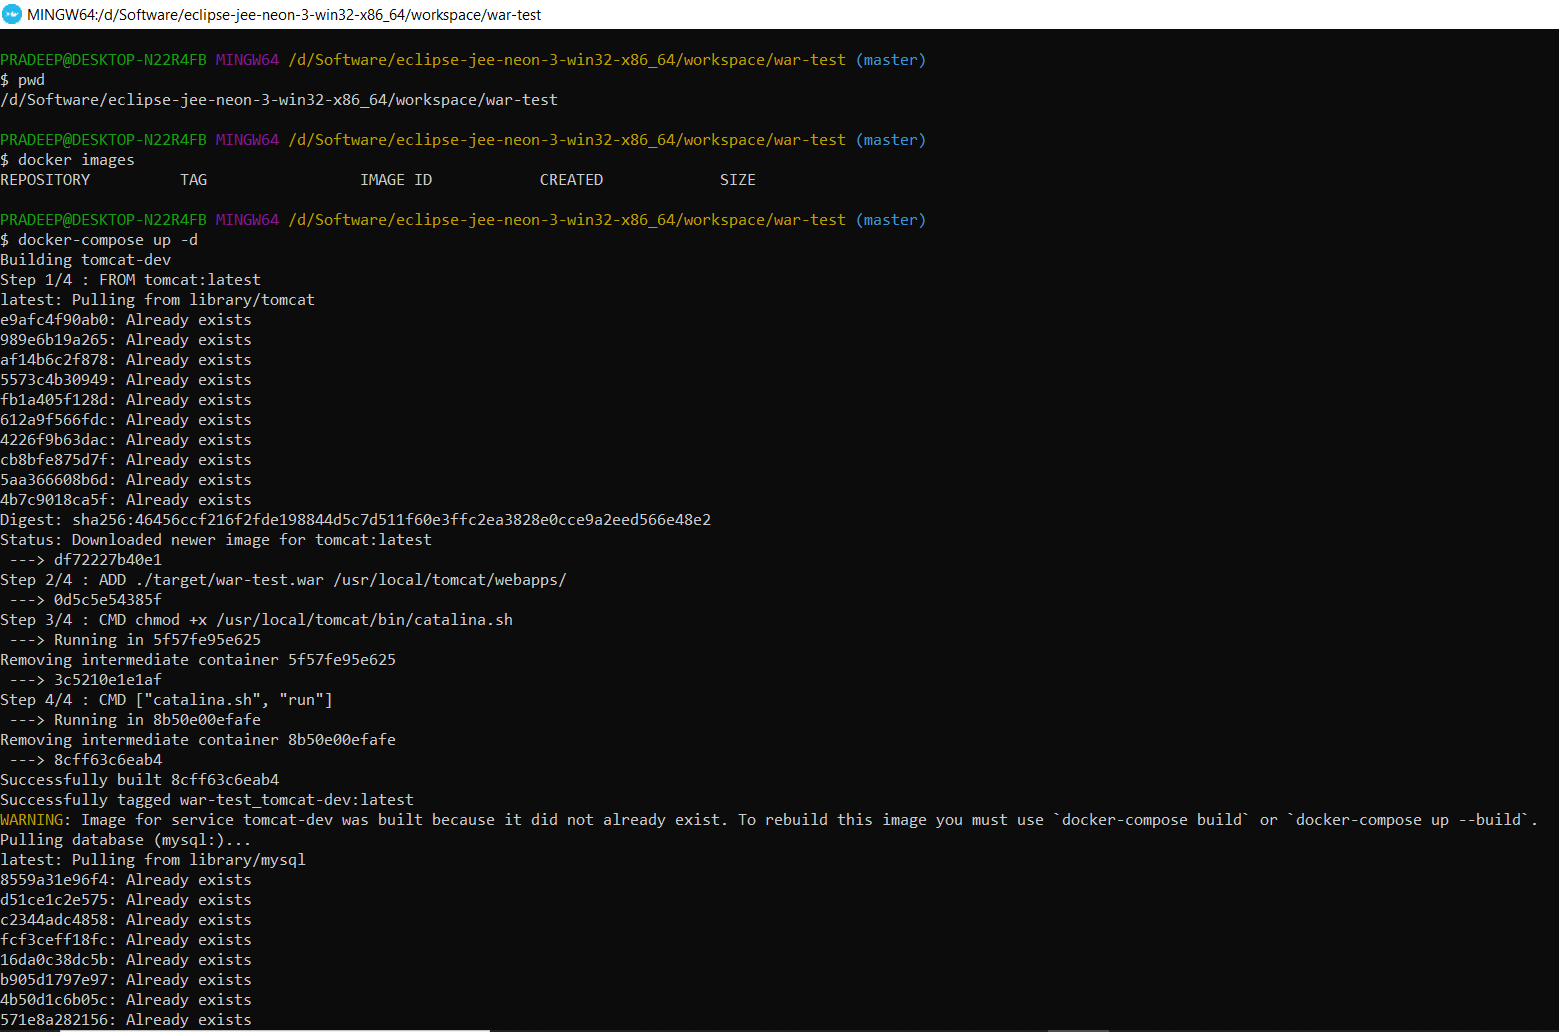 MINGW64:/d/Software/eclipse-jee-neon-3-win32-x86_64/workspace/war-test
PRADEEP@DESKTOP-N22R4FB MINGW64 /d/Software/eclipse-jee-neon-3-win32-x86_64/workspace/war-test (master)
$ pwd
/d/Software/eclipse-jee-neon-3-win32-x86_64/workspace/war-test
PRADEEP@DESKTOP-N22R4FB MINGW64 /d/Software/eclipse-jee-neon-3-win32-x86_64/workspace/war-test (master)
$ docker images
REPOSITORY          TAG                 IMAGE ID            CREATED             SIZE
PRADEEP@DESKTOP-N22R4FB MINGW64 /d/Software/eclipse-jee-neon-3-win32-x86_64/workspace/war-test (master)
$ docker-compose up -d
Building tomcat-dev
Step 1/4 : FROM tomcat:latest
latest: Pulling from library/tomcat
e9afc4f90ab0: Already exists
989e6b19a265: Already exists
af14b6c2f878: Already exists
5573c4b30949: Already exists
fb1a405f128d: Already exists
612a9f566fdc: Already exists
4226f9b63dac: Already exists
cb8bfe875d7f: Already exists
5aa366608b6d: Already exists
4b7c9018ca5f: Already exists
Digest: sha256:46456ccf216f2fde198844d5c7d511f60e3ffc2ea3828e0cce9a2eed566e48e2
Status: Downloaded newer image for tomcat:latest
 ---> df72227b40e1
Step 2/4 : ADD ./target/war-test.war /usr/local/tomcat/webapps/
 ---> 0d5c5e54385f
Step 3/4 : CMD chmod +x /usr/local/tomcat/bin/catalina.sh
 ---> Running in 5f57fe95e625
Removing intermediate container 5f57fe95e625
 ---> 3c5210e1e1af
Step 4/4 : CMD ["catalina.sh", "run"]
 ---> Running in 8b50e00efafe
Removing intermediate container 8b50e00efafe
 ---> 8cff63c6eab4
Successfully built 8cff63c6eab4
Successfully tagged war-test_tomcat-dev:latest
WARNING: Image for service tomcat-dev was built because it did not already exist. To rebuild this image you must use `docker-compose build` or `docker-compose up --build`.
Pulling database (mysql:)...
latest: Pulling from library/mysql
8559a31e96f4: Already exists
d51ce1c2e575: Already exists
c2344adc4858: Already exists
fcf3ceff18fc: Already exists
16da0c38dc5b: Already exists
b905d1797e97: Already exists
4b50d1c6b05c: Already exists
571e8a282156: Already exists